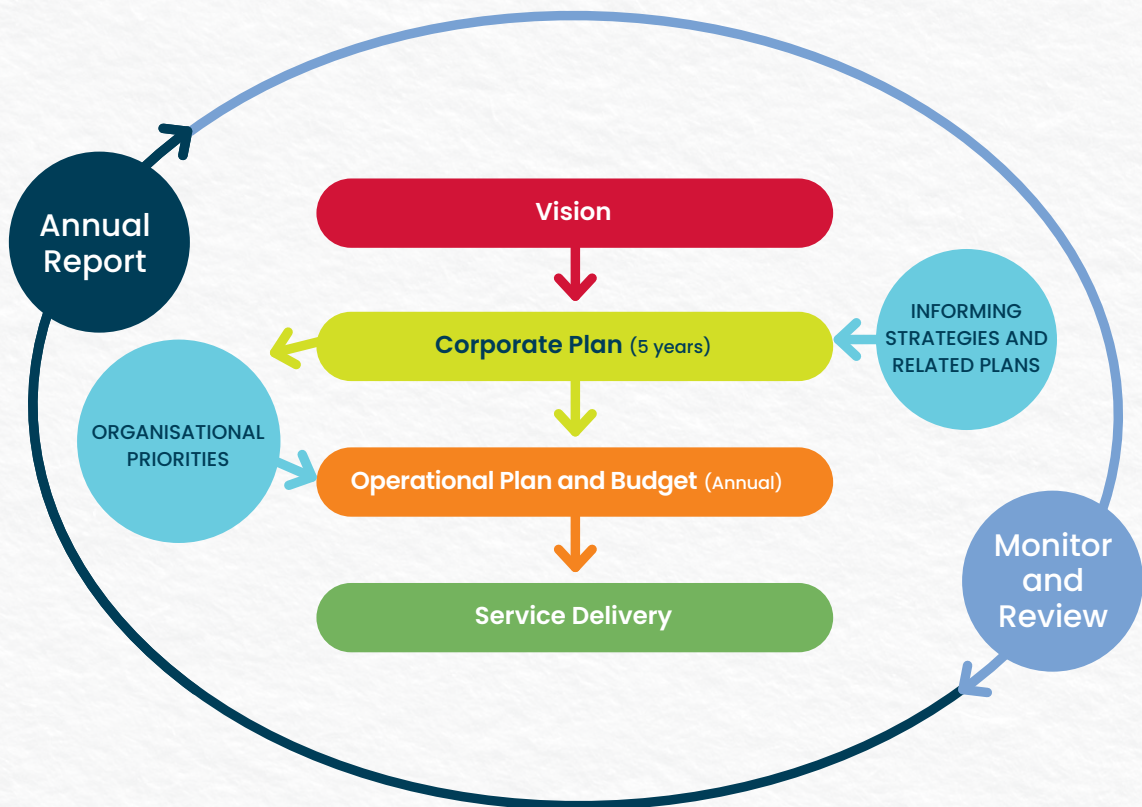 Vision
Annual
Report
INFORMING
STRATEGIES AND
RELATED PLANS
Corporate Plan (5 years)
ORGANISATIONAL
PRIORITIES
Operational Plan and Budget (Annual)
Monitor
and
Review
Service Delivery